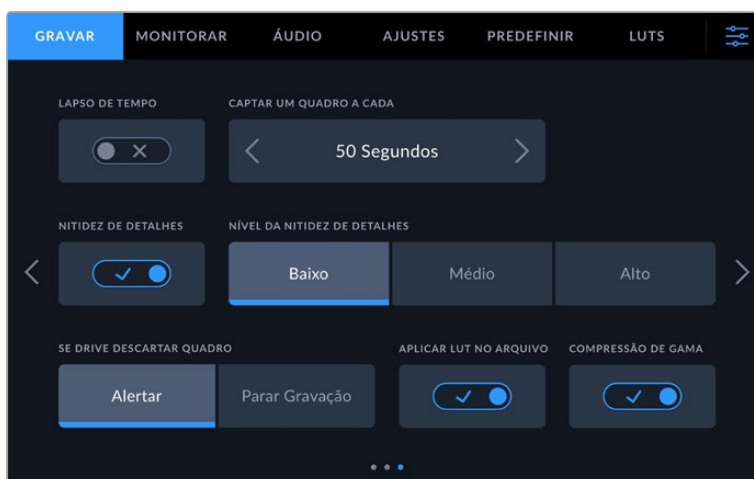 GRAVAR MONITORAR ÁUDIO AJUSTES PREDEFINIR LUTS
LAPSO DE TEMPO CAPTAR UM QUADRO A CADA
50 Segundos
NITIDEZ DE DETALHES NÍVEL DA NITIDEZ DE DETALHES
Baixo Médio Alto
SE DRIVE DESCARTAR QUADRO APLICAR LUT NO ARQUIVO COMPRESSÃO DE GAMA
Alertar Parar Gravação